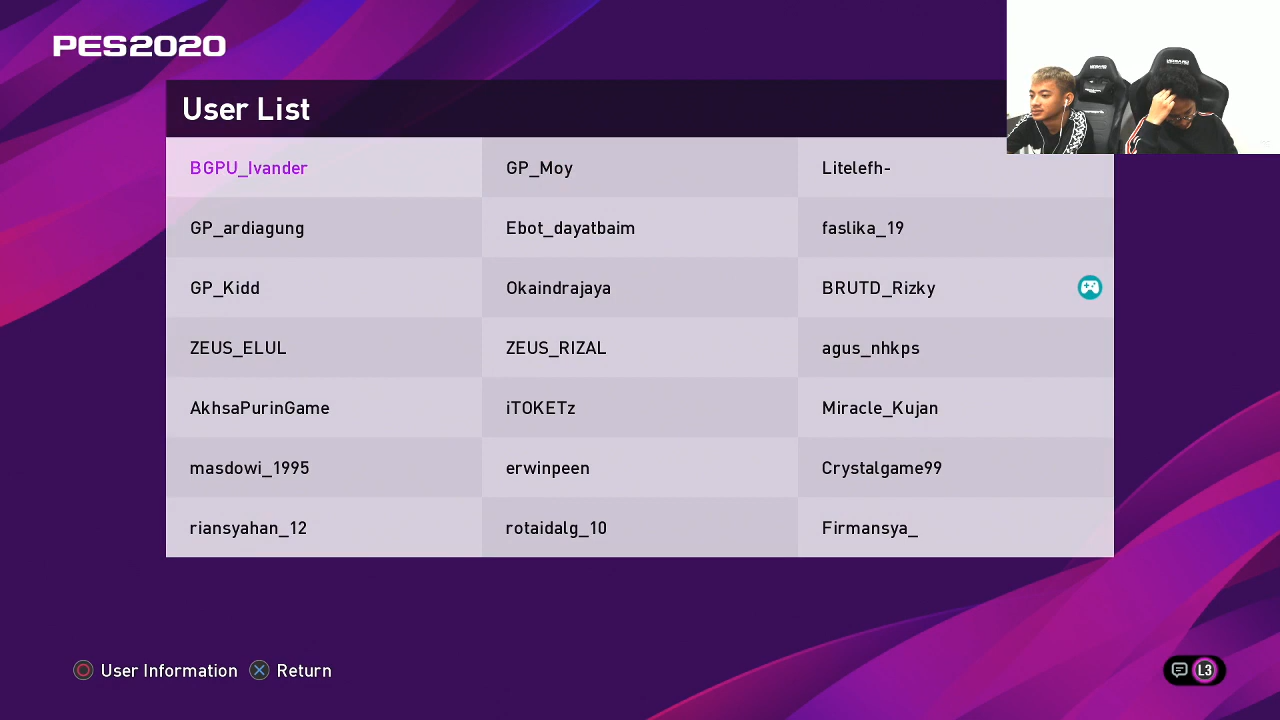 PES2020
User List
BGPU_Ivander GP_Moy Litelefh-
GP_ardiagung Ebot_dayatbaim faslika_19
GP_Kidd Okaindrajaya BRUTD_Rizky
ZEUS_ELUL ZEUS_RIZAL agus_nhkps
AkhsaPurinGame iTOKETz Miracle_Kujan
masdowi_1995 erwinpeen Crystalgame99
riansyahan_12 rotaidalg_10 Firmansya_
User Information Return
L3